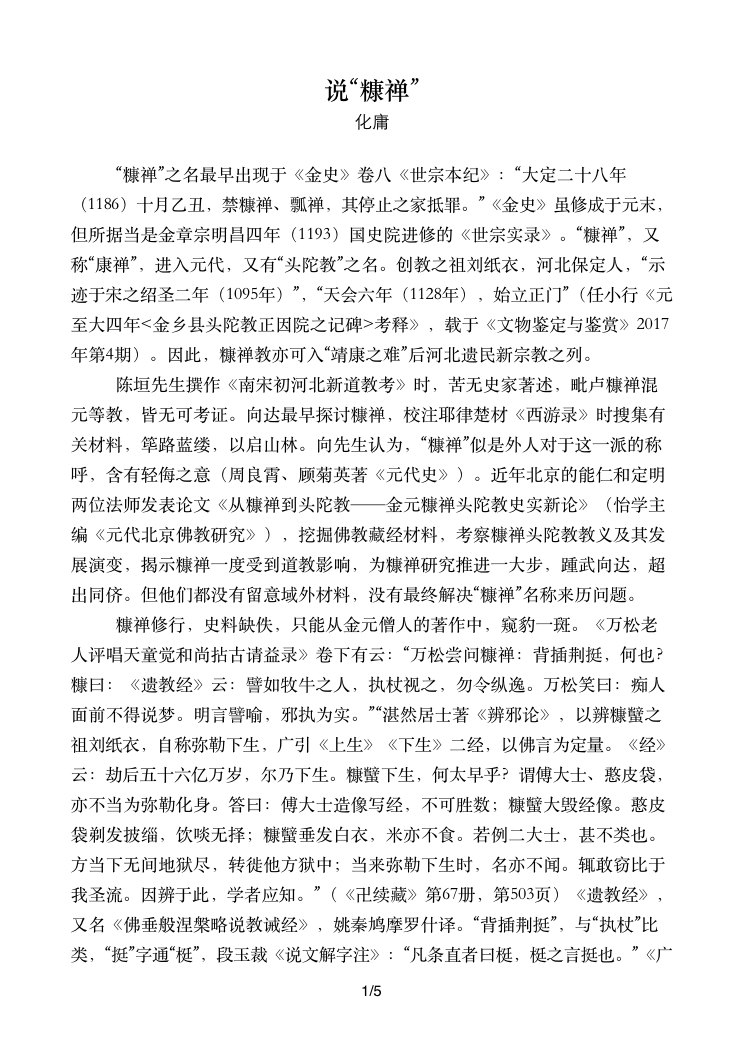 说“糠禅”
化庸
“糠禅”之名最早出现于《金史》卷八《世宗本纪》：“大定二十八年
（1186）十月乙丑，禁糠禅、瓢禅，其停止之家抵罪。”《金史》虽修成于元末，
但所据当是金章宗明昌四年（1193）国史院进修的《世宗实录》。“糠禅”，又
称“康禅”，进入元代，又有“头陀教”之名。创教之祖刘纸衣，河北保定人，“示
迹于宋之绍圣二年（1095年）”，“天会六年（1128年），始立正门”（任小行《元
至大四年<金乡县头陀教正因院之记碑>考释》，载于《文物鉴定与鉴赏》2017
年第4期）。因此，糠禅教亦可入“靖康之难”后河北遗民新宗教之列。
陈垣先生撰作《南宋初河北新道教考》时，苦无史家著述，毗卢糠禅混
元等教，皆无可考证。向达最早探讨糠禅，校注耶律楚材《西游录》时搜集有
关材料，筚路蓝缕，以启山林。向先生认为，“糠禅”似是外人对于这一派的称
呼，含有轻侮之意（周良霄、顾菊英著《元代史》）。近年北京的能仁和定明
两位法师发表论文《从糠禅到头陀教——金元糠禅头陀教史实新论》（怡学主
编《元代北京佛教研究》），挖掘佛教藏经材料，考察糠禅头陀教教义及其发
展演变，揭示糠禅一度受到道教影响，为糠禅研究推进一大步，踵武向达，超
出同侪。但他们都没有留意域外材料，没有最终解决“糠禅”名称来历问题。
糠禅修行，史料缺佚，只能从金元僧人的著作中，窥豹一斑。《万松老
人评唱天童觉和尚拈古请益录》卷下有云：“万松尝问糠禅：背插荆挺，何也？
糠曰：《遗教经》云：譬如牧牛之人，执杖视之，勿令纵逸。万松笑曰：痴人
面前不得说梦。明言譬喻，邪执为实。”“湛然居士著《辨邪论》，以辨糠蠥之
祖刘纸衣，自称弥勒下生，广引《上生》《下生》二经，以佛言为定量。《经》
云：劫后五十六亿万岁，尔乃下生。糠蠥下生，何太早乎？谓傅大士、憨皮袋，
亦不当为弥勒化身。答曰：傅大士造像写经，不可胜数；糠蠥大毁经像。憨皮
袋剃发披缁，饮啖无择；糠蠥垂发白衣，米亦不食。若例二大士，甚不类也。
方当下无间地狱尽，转徙他方狱中；当来弥勒下生时，名亦不闻。辄敢窃比于
我圣流。因辨于此，学者应知。”（《卍续藏》第67册，第503页）《遗教经》，
又名《佛垂般涅槃略说教诫经》，姚秦鸠摩罗什译。“背插荆挺”，与“执杖”比
类，“挺”字通“梃”，段玉裁《说文解字注》：“凡条直者曰梃，梃之言挺也。”《广
1/5